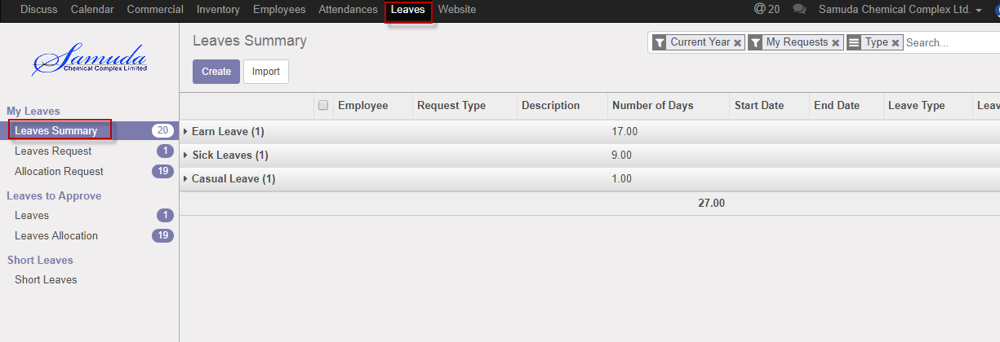 Discuss Calendar Commercial Inventory Employees Attendances Leaves Website @ 20 Samuda Chemical Complex Ltd.
Samuda
Chemical Complex Limited
Leaves Summary
Current Year My Requests Type Search...
Create Import
My Leaves
Leaves Summary 20
Leaves Request 1
Allocation Request 19
Leaves to Approve
Leaves 1
Leaves Allocation 19
Short Leaves
Short Leaves
Employee Request Type Description Number of Days Start Date End Date Leave Type Leav
Earn Leave (1) 17.00
Sick Leaves (1) 9.00
Casual Leave (1) 1.00
27.00